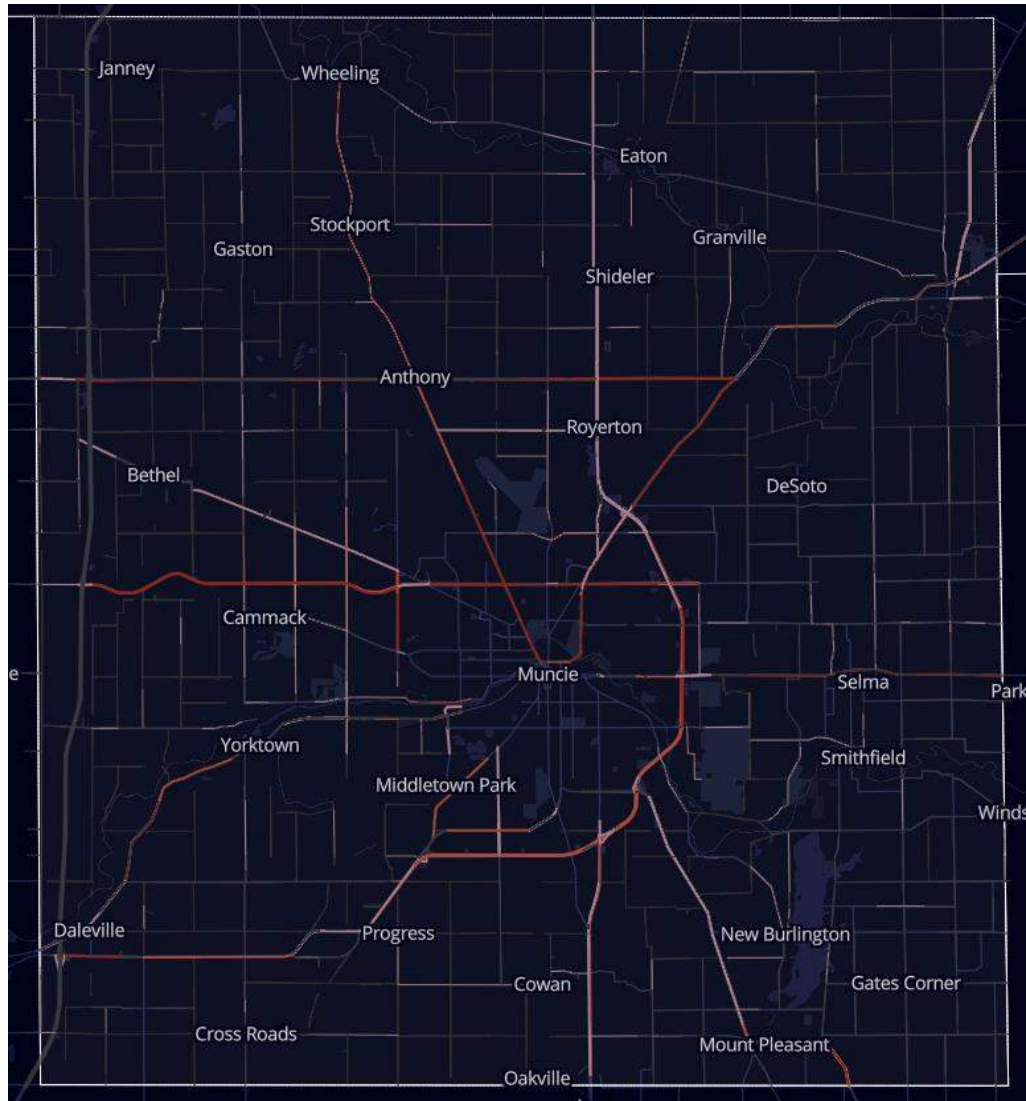 Janney
Wheeling
Eaton
Stockport
Granville
Gaston
Shideler
Anthony
Royerton
Bethel
DeSoto
Cammack
e
Muncie
Selma
Park
Yorktown
Smithfield
Middletown Park
Winds
Daleville
Progress
New Burlington
Cowan
Gates Corner
Cross Roads
Mount Pleasant
Oakville